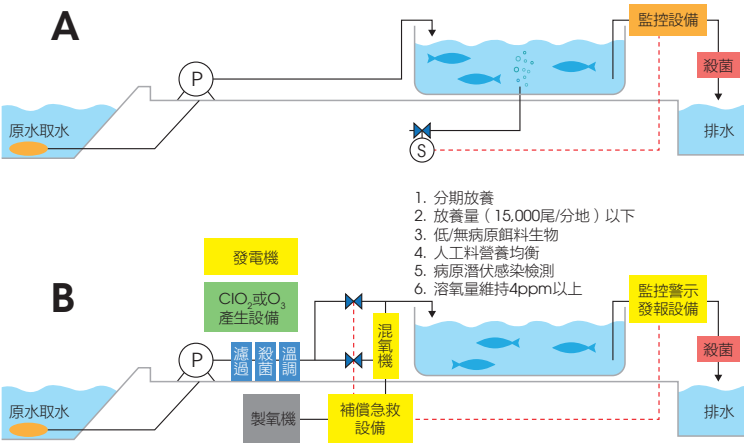 A
監控設備
P
殺菌
原水取水
排水
S
1. 分期放養
2. 放養量（15,000尾/分地）以下
3. 低/無病原餌料生物
4. 人工料營養均衡
5. 病原潛伏感染檢測
6. 溶氧量維持4ppm以上
發電機
B
ClO2或O3
產生設備
監控警示
發報設備
混氧機
P
濾過
殺菌
溫調
殺菌
原水取水
製氧機
補償急救
設備
排水